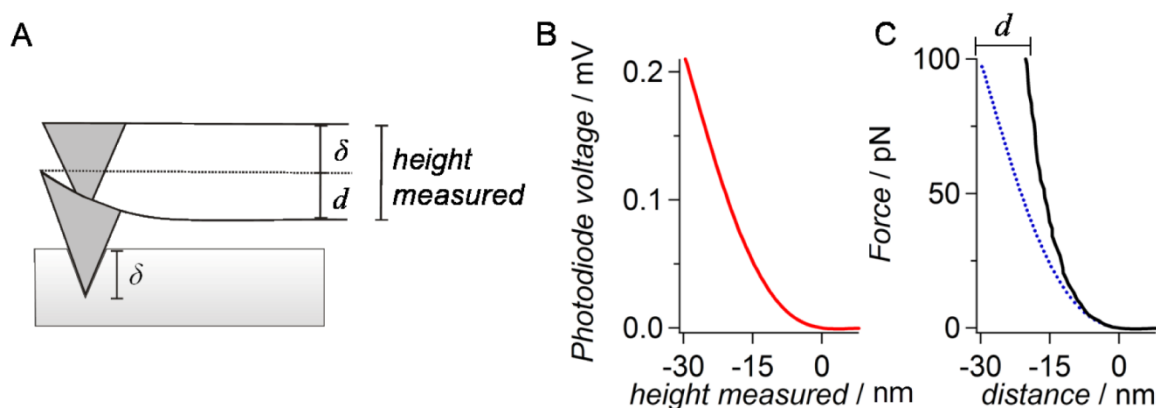 A
δ
d
height
measured
δ
B
Photodiode voltage / mV
0.2
0.1
0.0
-30
-15
0
height measured / nm
C
d
Force / pN
100
50
0
-30
-15
0
distance / nm